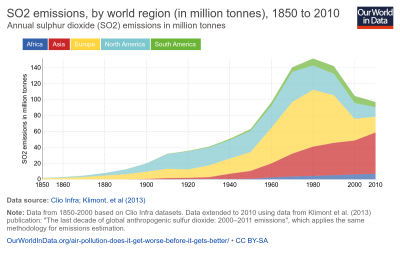 SO2 emissions, by world region (in million tonnes), 1850 to 2010
Annual sulphur dioxide (SO2) emissions in million tonnes
Our World
in Data
Africa Asia Europe North America South America
SO2 emissions in million tonnes
140
120
100
80
60
40
20
0
1850 1860 1880 1900 1920 1940 1960 1980 2000 2010
Data source: Clio Infra; Klimont, et al (2013)
Note: Data from 1850-2000 based on Clio Infra datasets. Data extended to 2010 using data from Klimont et al. (2013)
publication: "The last decade of global anthropogenic sulfur dioxide: 2000–2011 emissions", which applies the same
methodology for emissions estimation.
OurWorldInData.org/air-pollution-does-it-get-worse-before-it-gets-better/ • CC BY-SA